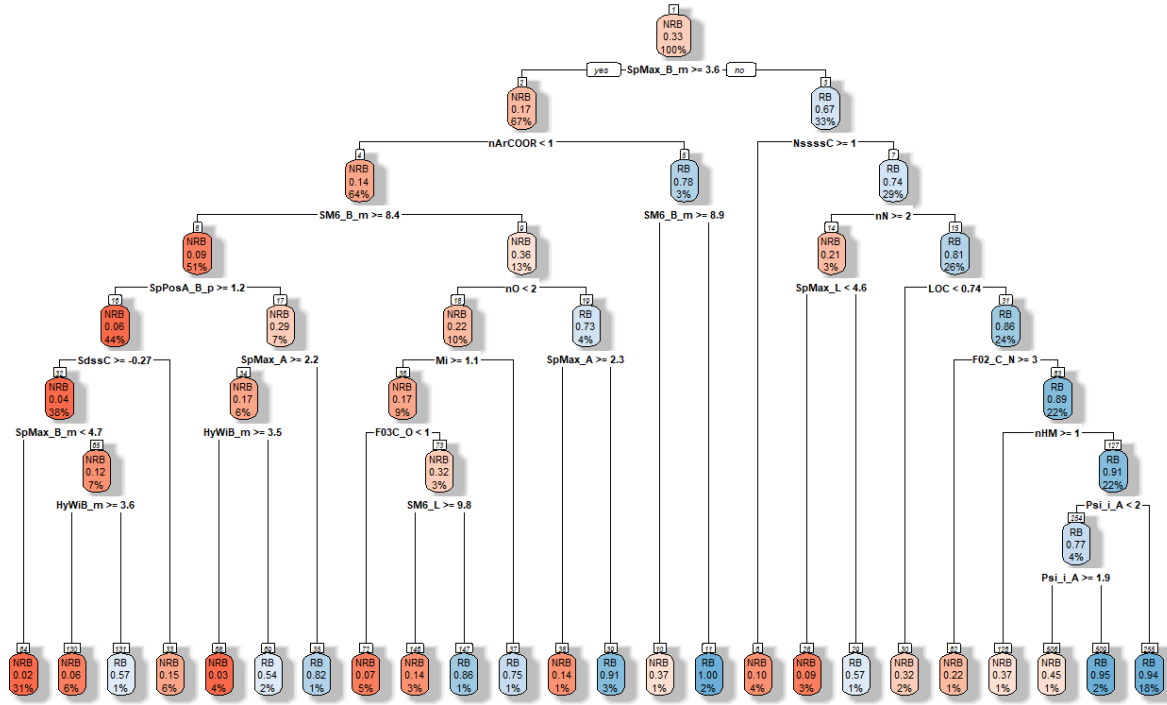 1
NRB
0.33
100%
yes SpMax_B_m >= 3.6 no
2 3
NRB RB
0.17 0.67
67% 33%
nArCOOR < 1 NssssC >= 1
4 5 7
NRB RB RB
0.14 0.78 0.74
64% 3% 29%
SM6_B_m >= 8.4 SM6_B_m >= 8.9 nN >= 2
8 9 14 15
NRB NRB NRB RB
0.09 0.36 0.21 0.81
51% 13% 3% 26%
SpPosA_B_p >= 1.2 nO < 2 SpMax_L < 4.6 LOC < 0.74
16 17 18 19 31
NRB NRB NRB RB RB
0.06 0.29 0.22 0.73 0.86
44% 7% 10% 4% 24%
SdssC >= -0.27 SpMax_A >= 2.2 Mi >= 1.1 SpMax_A >= 2.3 F02_C_N >= 3
32 34 36 63
NRB NRB NRB RB
0.04 0.17 0.17 0.89
38% 6% 9% 22%
SpMax_B_m < 4.7 HyWiB_m >= 3.5 F03C_O < 1 nHM >= 1
65 73 127
NRB NRB RB
0.12 0.32 0.91
7% 3% 22%
HyWiB_m >= 3.6 SM6_L >= 9.8 Psi_i_A < 2
254
RB
0.77
4%
Psi_i_A >= 1.9
64 130 131 33 68 69 35 72 146 147 37 38 39 10 11 6 28 29 30 62 126 508 509 255
NRB NRB RB NRB NRB RB RB NRB NRB RB RB NRB RB NRB RB NRB NRB RB NRB NRB NRB NRB RB RB
0.02 0.06 0.57 0.15 0.03 0.54 0.82 0.07 0.14 0.86 0.75 0.14 0.91 0.37 1.00 0.10 0.09 0.57 0.32 0.22 0.37 0.45 0.95 0.94
31% 6% 1% 6% 4% 2% 1% 5% 3% 1% 1% 1% 3% 1% 2% 4% 3% 1% 2% 1% 1% 1% 2% 18%